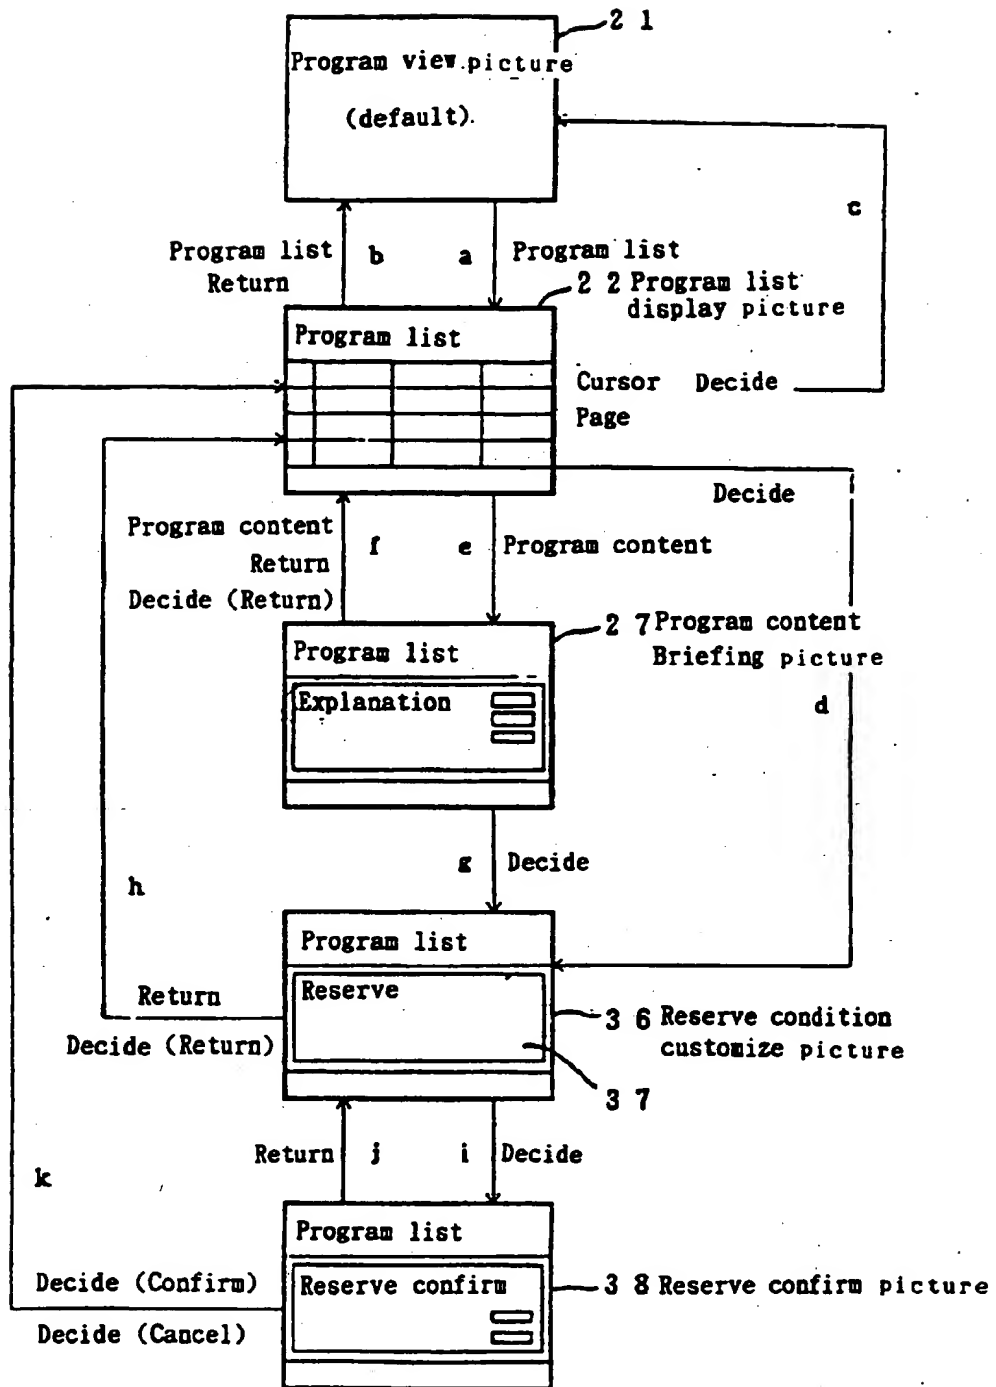 2 1
Program view picture
(default)
c
Program list
Return
b
a
Program list
2 2 Program list
display picture
Program list
Cursor Decide
Page
Decide
Program content
Return
Decide (Return)
f
e
Program content
2 7 Program content
Briefing picture
Program list
Explanation
d
g
Decide
h
Program list
Reserve
Return
Decide (Return)
3 6 Reserve condition
customize picture
3 7
Return
j
i
Decide
k
Program list
Reserve confirm
Decide (Confirm)
Decide (Cancel)
3 8 Reserve confirm picture